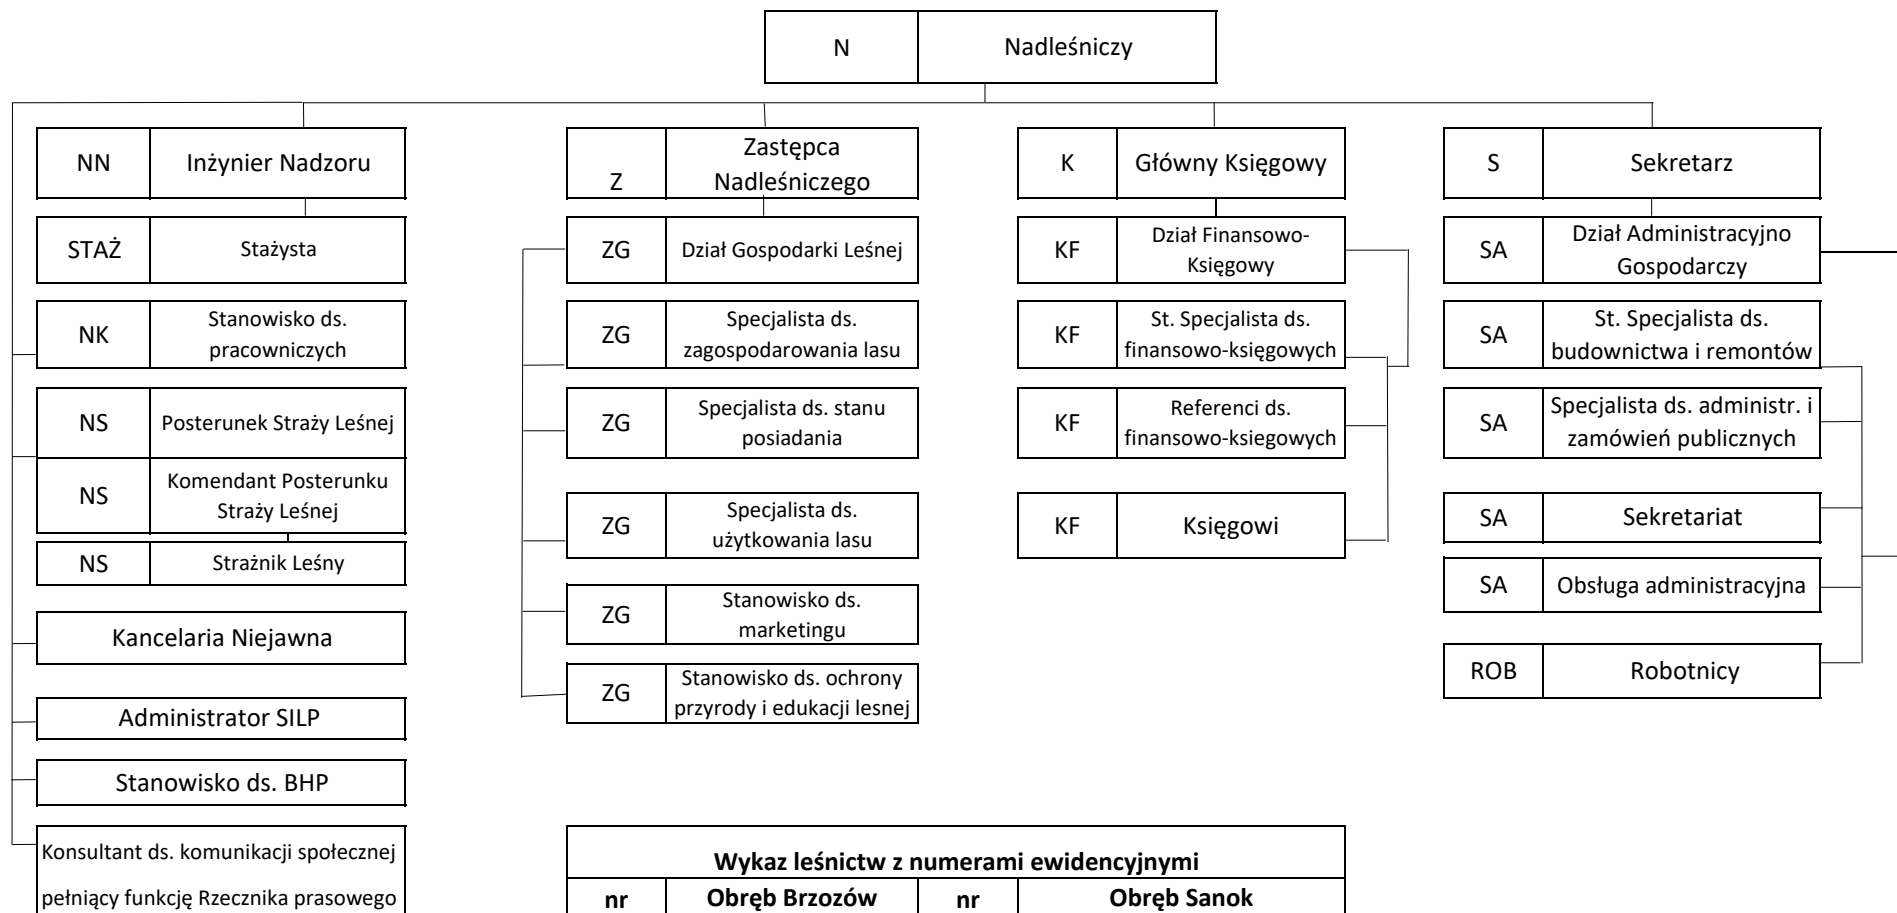 N Nadleśniczy
NN Inżynier Nadzoru
STAŻ Stażysta
NK Stanowisko ds.
pracowniczych
NS Posterunek Straży Leśnej
NS Komendant Posterunku
Straży Leśnej
NS Strażnik Leśny
Kancelaria Niejawna
Administrator SILP
Stanowisko ds. BHP
Konsultant ds. komunikacji społecznej
pełniący funkcję Rzecznika prasowego
Z Zastępca
Nadleśniczego
ZG Dział Gospodarki Leśnej
ZG Specjalista ds.
zagospodarowania lasu
ZG Specjalista ds. stanu
posiadania
ZG Specjalista ds.
użytkowania lasu
ZG Stanowisko ds.
marketingu
ZG Stanowisko ds. ochrony
przyrody i edukacji lesnej
K Główny Księgowy
KF Dział Finansowo-
Księgowy
KF St. Specjalista ds.
finansowo-księgowych
KF Referenci ds.
finansowo-ksiegowych
KF Księgowi
S Sekretarz
SA Dział Administracyjno
Gospodarczy
SA St. Specjalista ds.
budownictwa i remontów
SA Specjalista ds. administr. i
zamówień publicznych
SA Sekretariat
SA Obsługa administracyjna
ROB Robotnicy
Wykaz leśnictw z numerami ewidencyjnymi
nr Obręb Brzozów nr Obręb Sanok